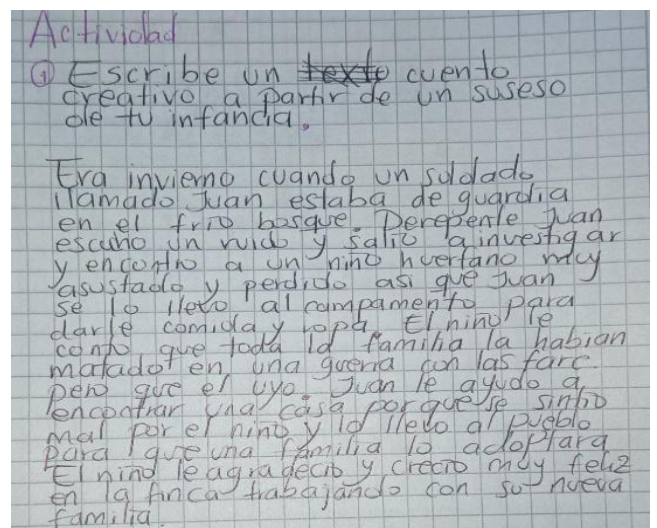 Actividad
① Escribe un texto cuento
creativo a partir de un suseso
de tu infancia.
Era invierno cuando un soldado
llamado Juan estaba de guardia
en el frio bosque. Derepente Juan
escuho un ruido y salio a investigar
y encontro a un niño huerfano muy
asustado y perdido asi que Juan
se lo llevo al campamento para
darle comida y ropa. El niño le
conto que toda la familia la habian
matado en una guerra con las farc.
pero que el uyo. Juan le ayudo a
encontrar una casa porque se sintio
mal por el niño y lo llevo al pueblo
para que una familia lo adoptara
El niño le agradecio y crecio muy feliz
en la finca trabajando con su nueva
familia.